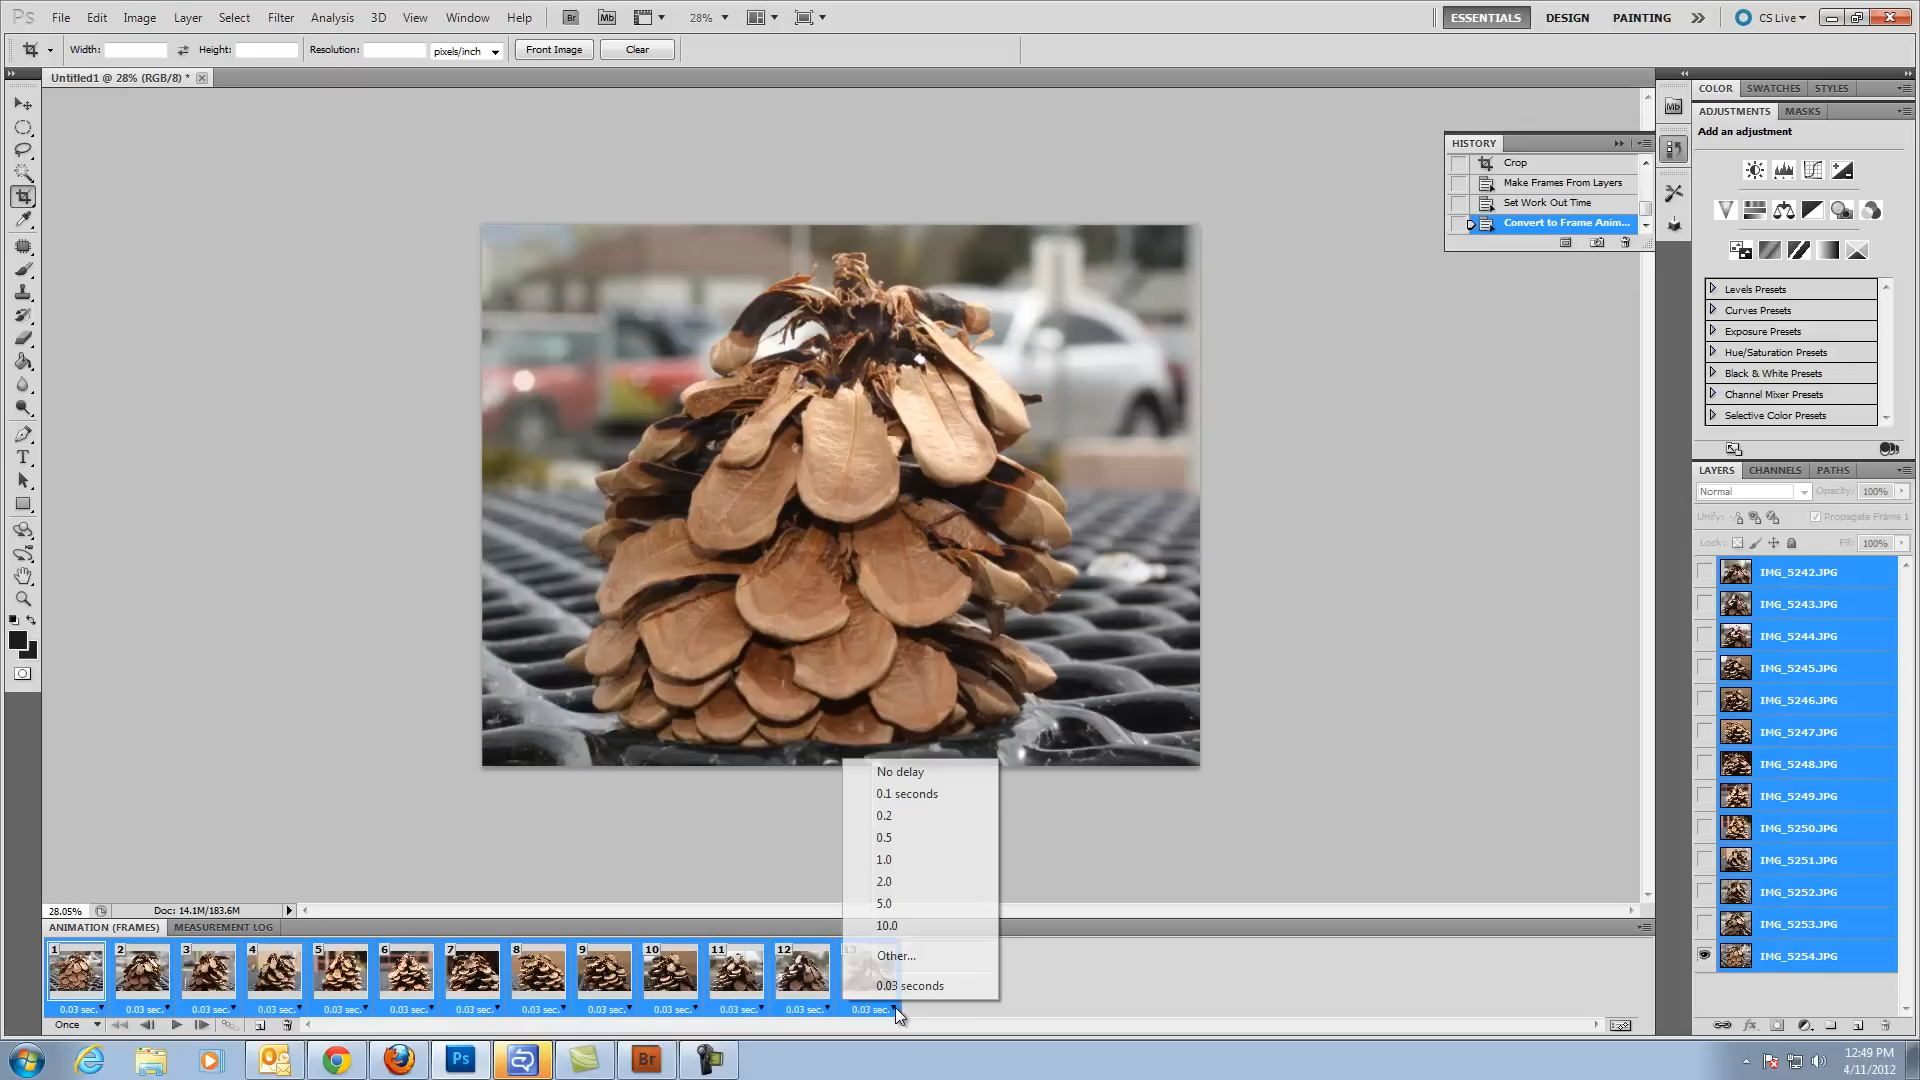 Ps File Edit Image Layer Select Filter Analysis 3D View Window Help Br Mb 28% ESSENTIALS DESIGN PAINTING CS Live
Width: Height: Resolution: pixels/inch Front Image Clear
Untitled1 @ 28% (RGB/8) *
COLOR SWATCHES STYLES
Mb
ADJUSTMENTS MASKS
Add an adjustment
HISTORY
Crop
Make Frames From Layers
Set Work Out Time
Convert to Frame Anim...
Levels Presets
Curves Presets
Exposure Presets
Hue/Saturation Presets
Black & White Presets
Channel Mixer Presets
Selective Color Presets
LAYERS CHANNELS PATHS
Normal Opacity: 100%
Unify: Propagate Frame 1
Lock: Fill: 100%
IMG_5242.JPG
IMG_5243.JPG
IMG_5244.JPG
IMG_5245.JPG
IMG_5246.JPG
IMG_5247.JPG
IMG_5248.JPG
IMG_5249.JPG
IMG_5250.JPG
IMG_5251.JPG
IMG_5252.JPG
IMG_5253.JPG
IMG_5254.JPG
T
No delay
0.1 seconds
0.2
0.5
1.0
2.0
5.0
10.0
Other...
0.03 seconds
28.05% Doc: 14.1M/183.6M
ANIMATION (FRAMES) MEASUREMENT LOG
1 2 3 4 5 6 7 8 9 10 11 12 13
0.03 sec. 0.03 sec. 0.03 sec. 0.03 sec. 0.03 sec. 0.03 sec. 0.03 sec. 0.03 sec. 0.03 sec. 0.03 sec. 0.03 sec. 0.03 sec. 0.03 sec.
Once fx
Ps Br
12:49 PM
4/11/2012